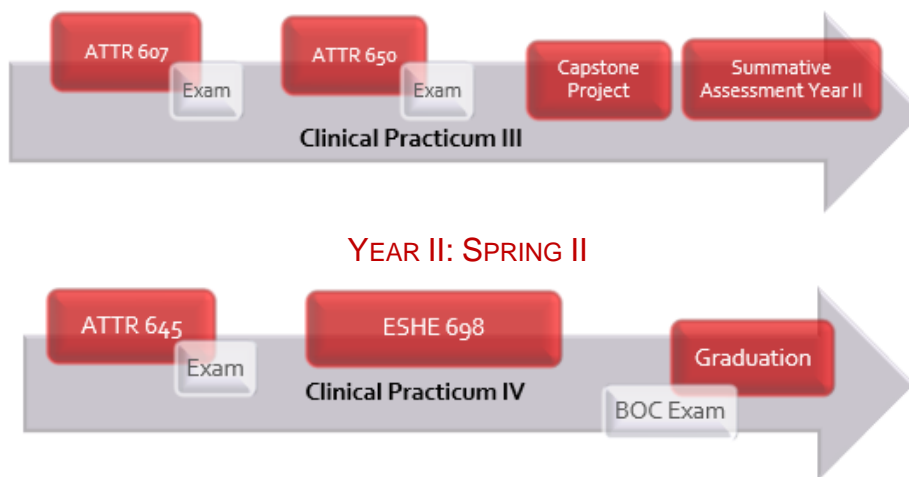 ATTR 607
Exam
ATTR 650
Exam
Capstone
Project
Summative
Assessment Year II
Clinical Practicum III
YEAR II: SPRING II
ATTR 645
Exam
ESHE 698
Clinical Practicum IV
Graduation
BOC Exam